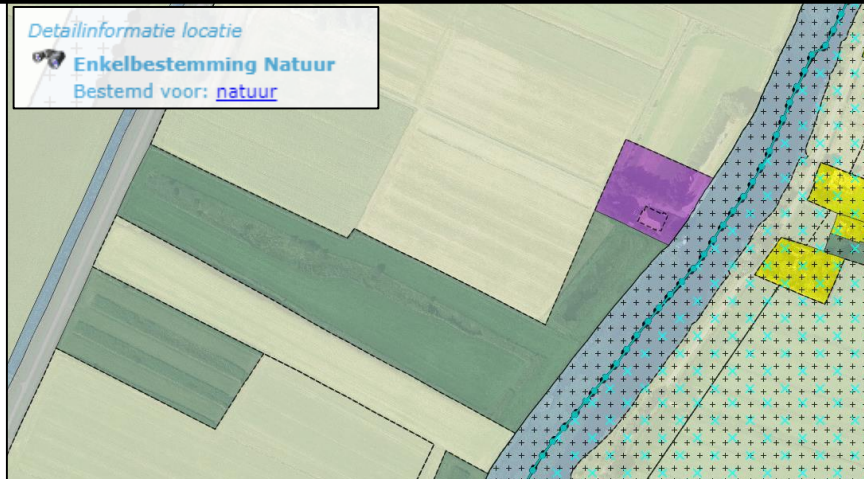 Detailinformatie locatie
Enkelbestemming Natuur
Bestemd voor: natuur